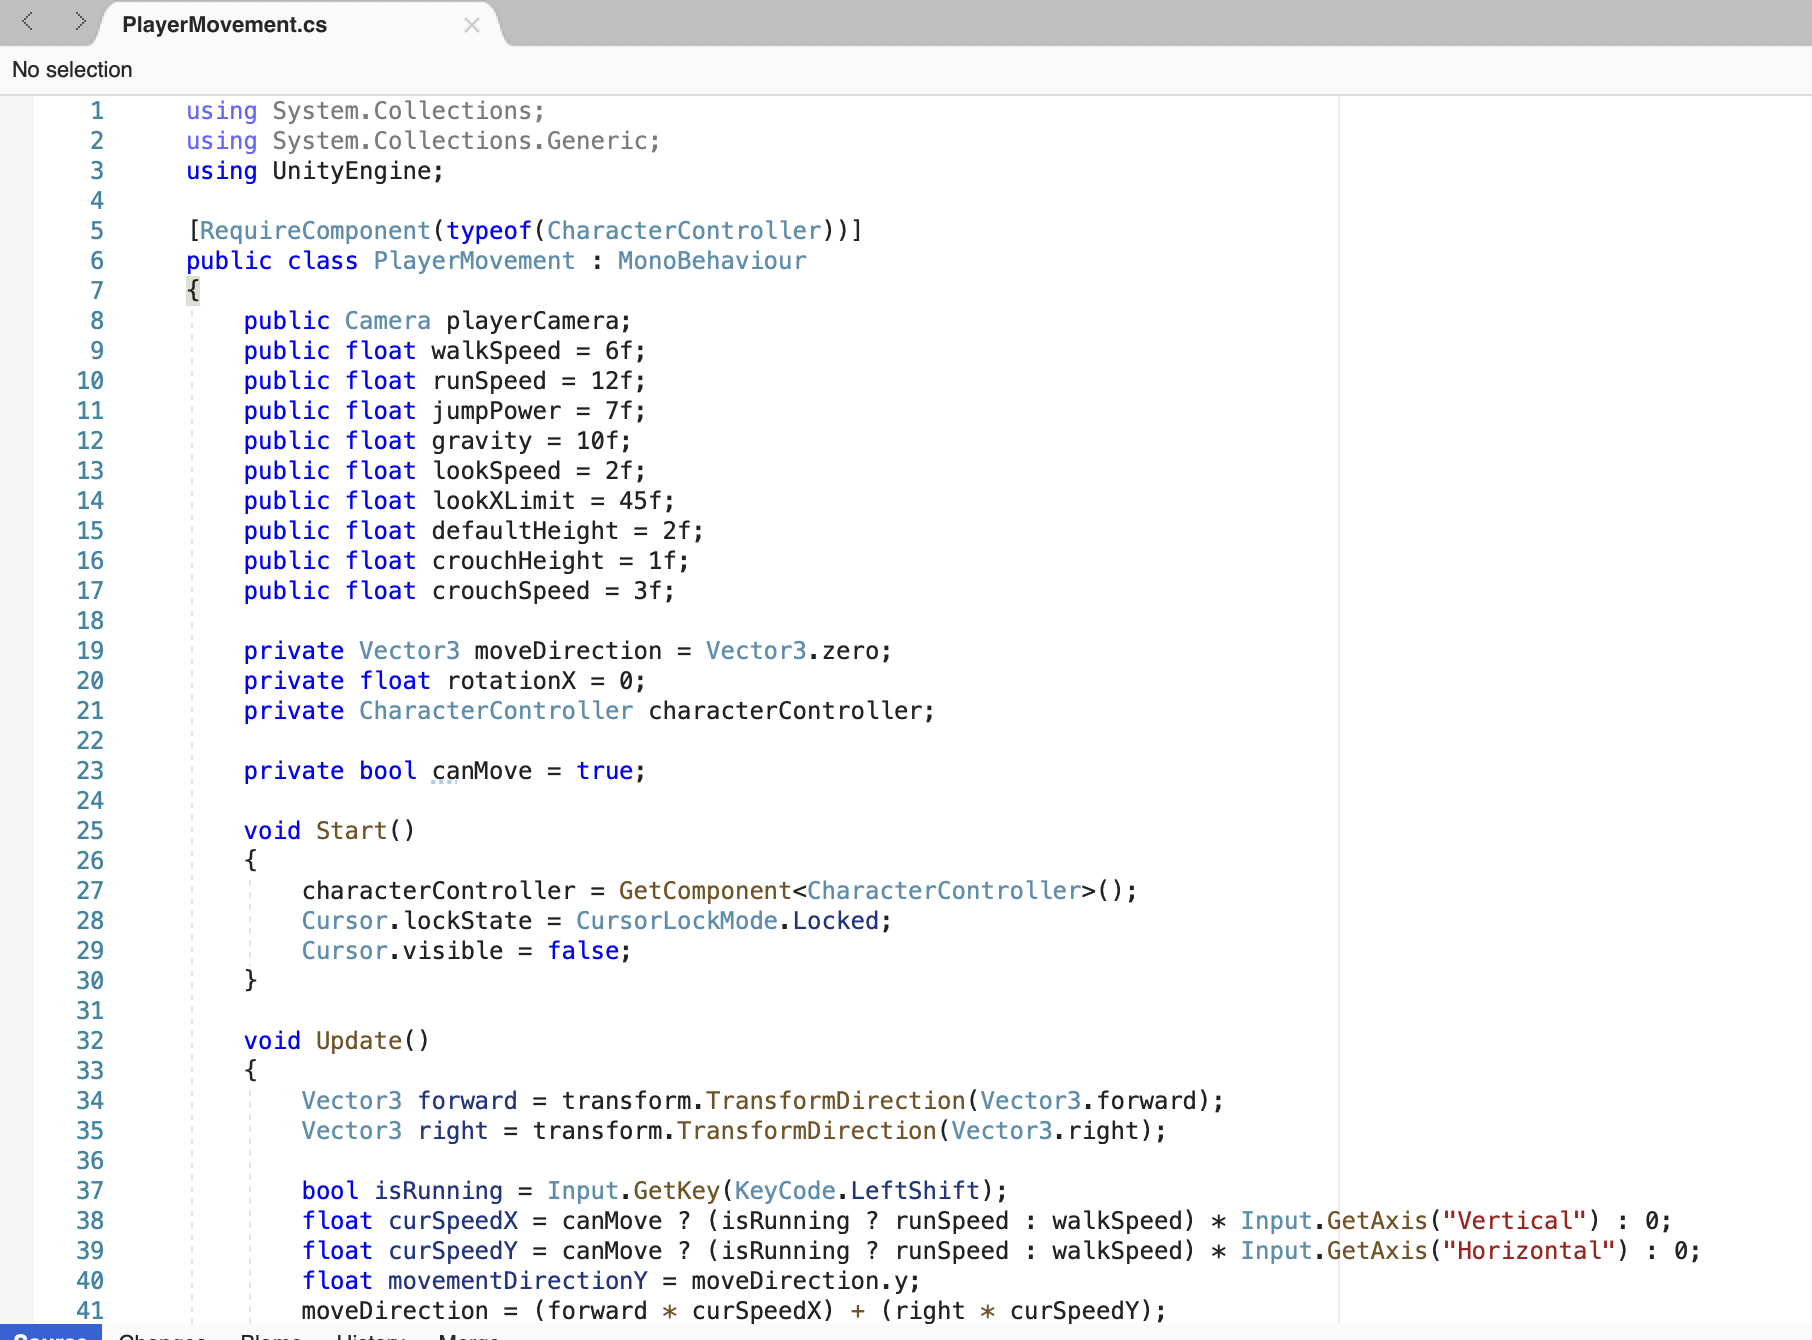 PlayerMovement.cs
No selection
1 using System.Collections;
2 using System.Collections.Generic;
3 using UnityEngine;
4
5 [RequireComponent(typeof(CharacterController))]
6 public class PlayerMovement : MonoBehaviour
7 {
8 public Camera playerCamera;
9 public float walkSpeed = 6f;
10 public float runSpeed = 12f;
11 public float jumpPower = 7f;
12 public float gravity = 10f;
13 public float lookSpeed = 2f;
14 public float lookXLimit = 45f;
15 public float defaultHeight = 2f;
16 public float crouchHeight = 1f;
17 public float crouchSpeed = 3f;
18
19 private Vector3 moveDirection = Vector3.zero;
20 private float rotationX = 0;
21 private CharacterController characterController;
22
23 private bool canMove = true;
24
25 void Start()
26 {
27 characterController = GetComponent<CharacterController>();
28 Cursor.lockState = CursorLockMode.Locked;
29 Cursor.visible = false;
30 }
31
32 void Update()
33 {
34 Vector3 forward = transform.TransformDirection(Vector3.forward);
35 Vector3 right = transform.TransformDirection(Vector3.right);
36
37 bool isRunning = Input.GetKey(KeyCode.LeftShift);
38 float curSpeedX = canMove ? (isRunning ? runSpeed : walkSpeed) * Input.GetAxis("Vertical") : 0;
39 float curSpeedY = canMove ? (isRunning ? runSpeed : walkSpeed) * Input.GetAxis("Horizontal") : 0;
40 float movementDirectionY = moveDirection.y;
41 moveDirection = (forward * curSpeedX) + (right * curSpeedY);
Source Changes Blame History Merge